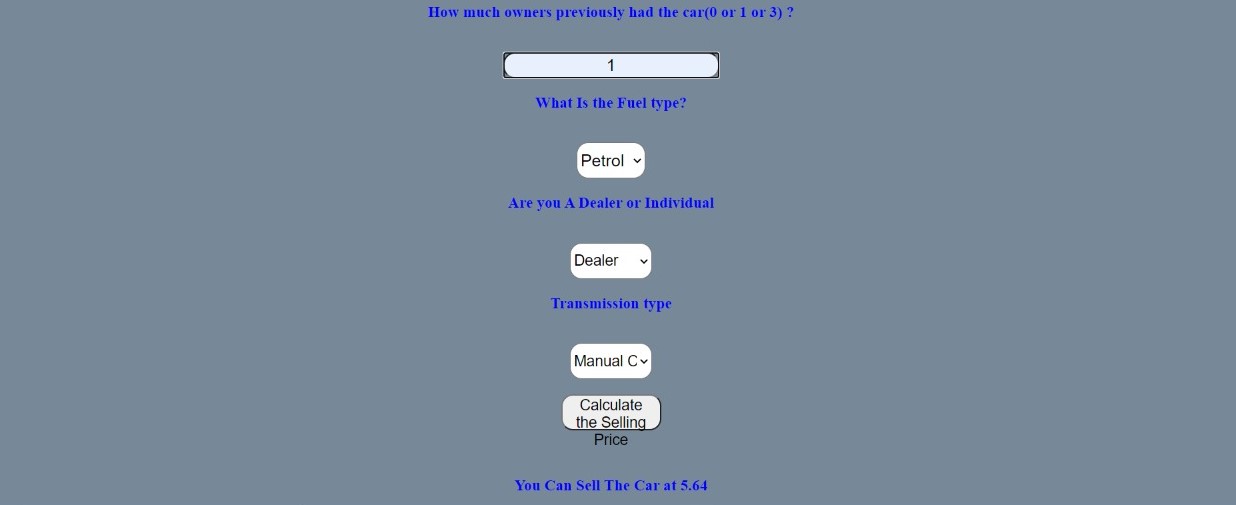 How much owners previously had the car(0 or 1 or 3) ?
1
What Is the Fuel type?
Petrol
Are you A Dealer or Individual
Dealer
Transmission type
Manual C
Calculate
the Selling
Price
You Can Sell The Car at 5.64